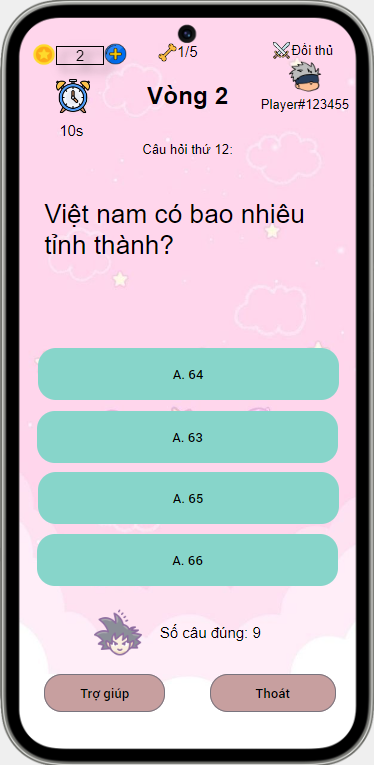 2
1/5
Đối thủ
Vòng 2
Player#123455
10s
Câu hỏi thứ 12:
Việt nam có bao nhiêu
tỉnh thành?
A. 64
A. 63
A. 65
A. 66
Số câu đúng: 9
Trợ giúp
Thoát